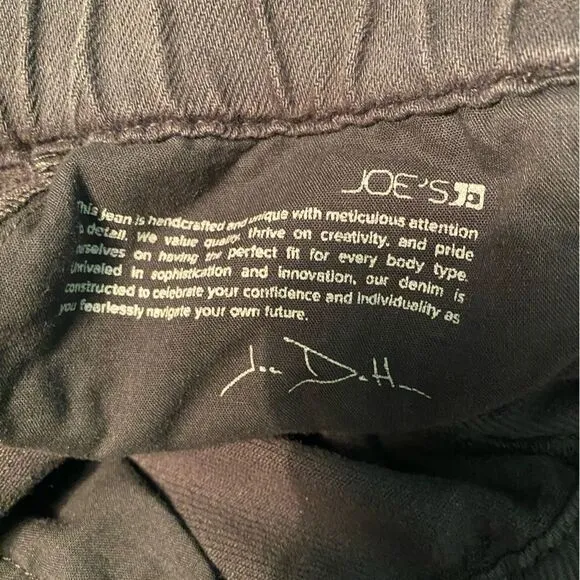 JOE'S
This jean is handcrafted and unique with meticulous attention
to detail. We value quality, thrive on creativity, and pride
ourselves on having the perfect fit for every body type.
Unrivaled in sophistication and innovation, our denim is
constructed to celebrate your confidence and individuality as
you fearlessly navigate your own future.
Joe Dahan